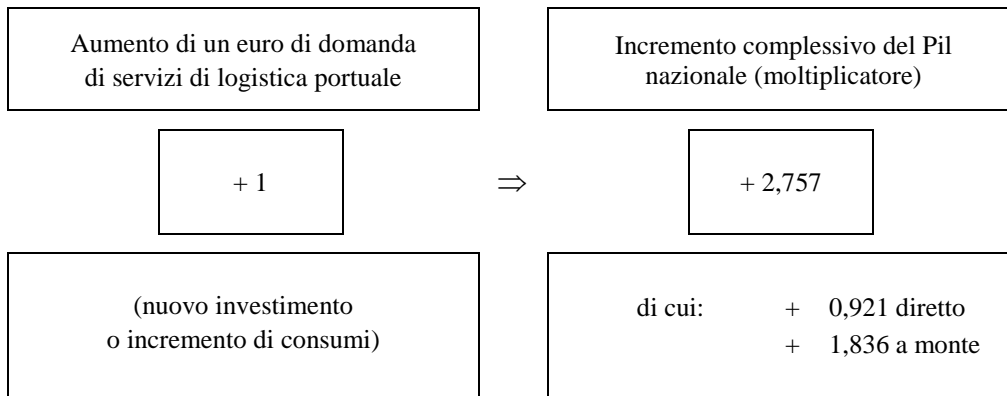 Aumento di un euro di domanda
di servizi di logistica portuale
Incremento complessivo del Pil
nazionale (moltiplicatore)
+ 1
⇒
+ 2,757
(nuovo investimento
o incremento di consumi)
di cui: + 0,921 diretto
+ 1,836 a monte